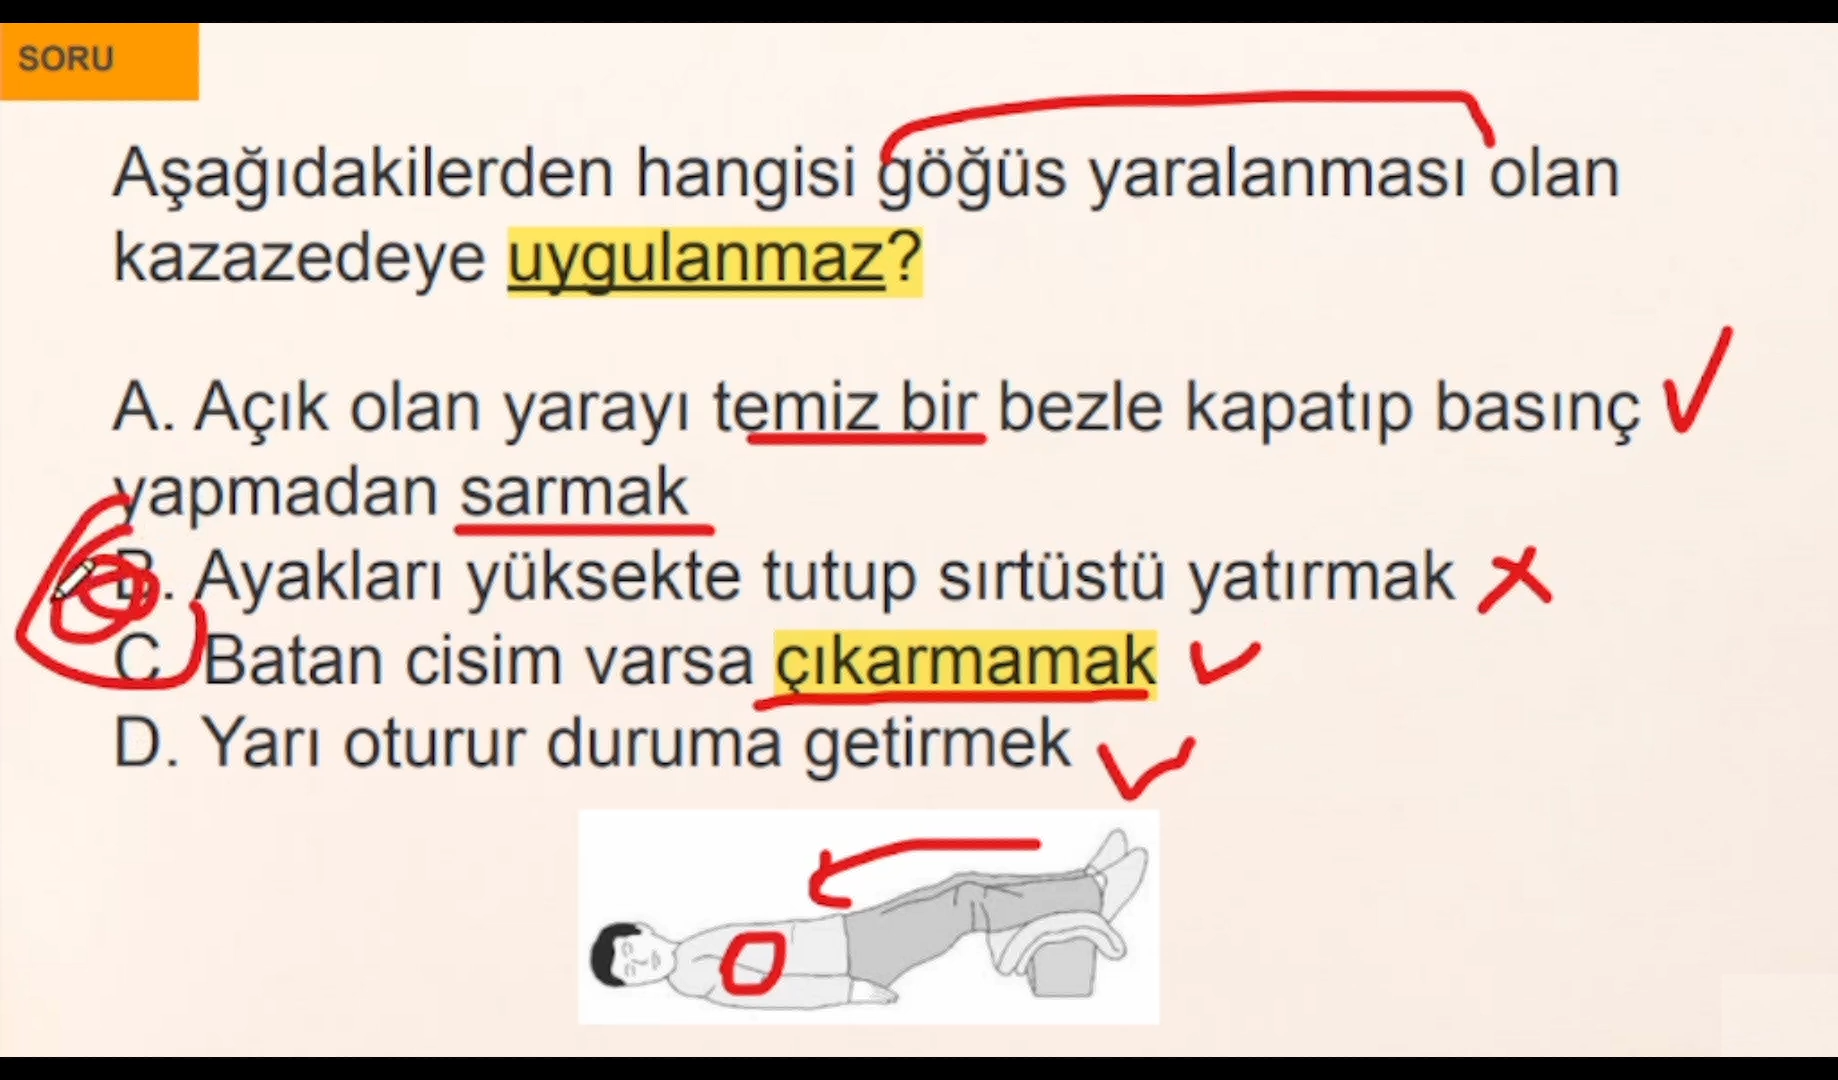 SORU
Aşağıdakilerden hangisi göğüs yaralanması olan
kazazedeye uygulanmaz?
A. Açık olan yarayı temiz bir bezle kapatıp basınç
yapmadan sarmak
B. Ayakları yüksekte tutup sırtüstü yatırmak
C. Batan cisim varsa çıkarmamak
D. Yarı oturur duruma getirmek